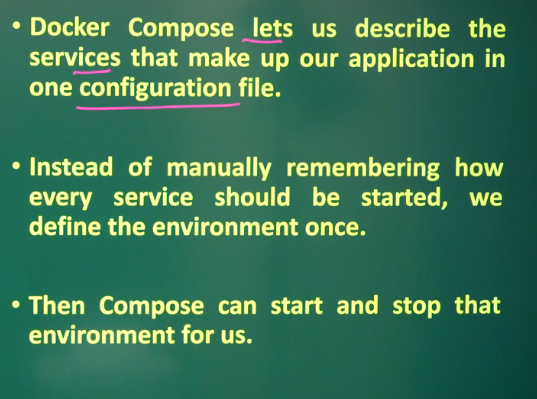 • Docker Compose lets us describe the
services that make up our application in
one configuration file.
• Instead of manually remembering how
every service should be started, we
define the environment once.
• Then Compose can start and stop that
environment for us.